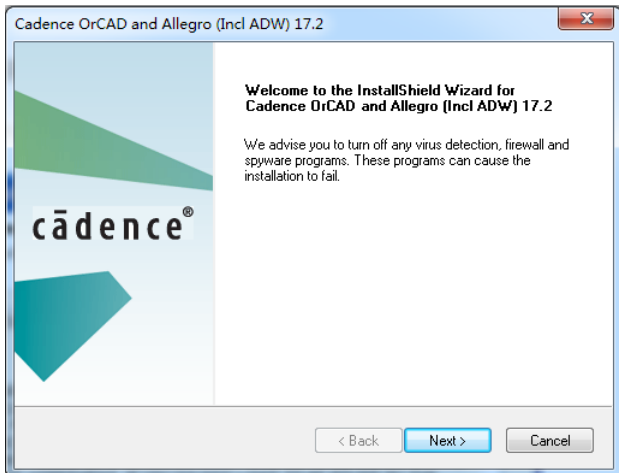 Cadence OrCAD and Allegro (Incl ADW) 17.2
Welcome to the InstallShield Wizard for
Cadence OrCAD and Allegro (Incl ADW) 17.2
We advise you to turn off any virus detection, firewall and
spyware programs. These programs can cause the
installation to fail.
cādence®
< Back
Next >
Cancel